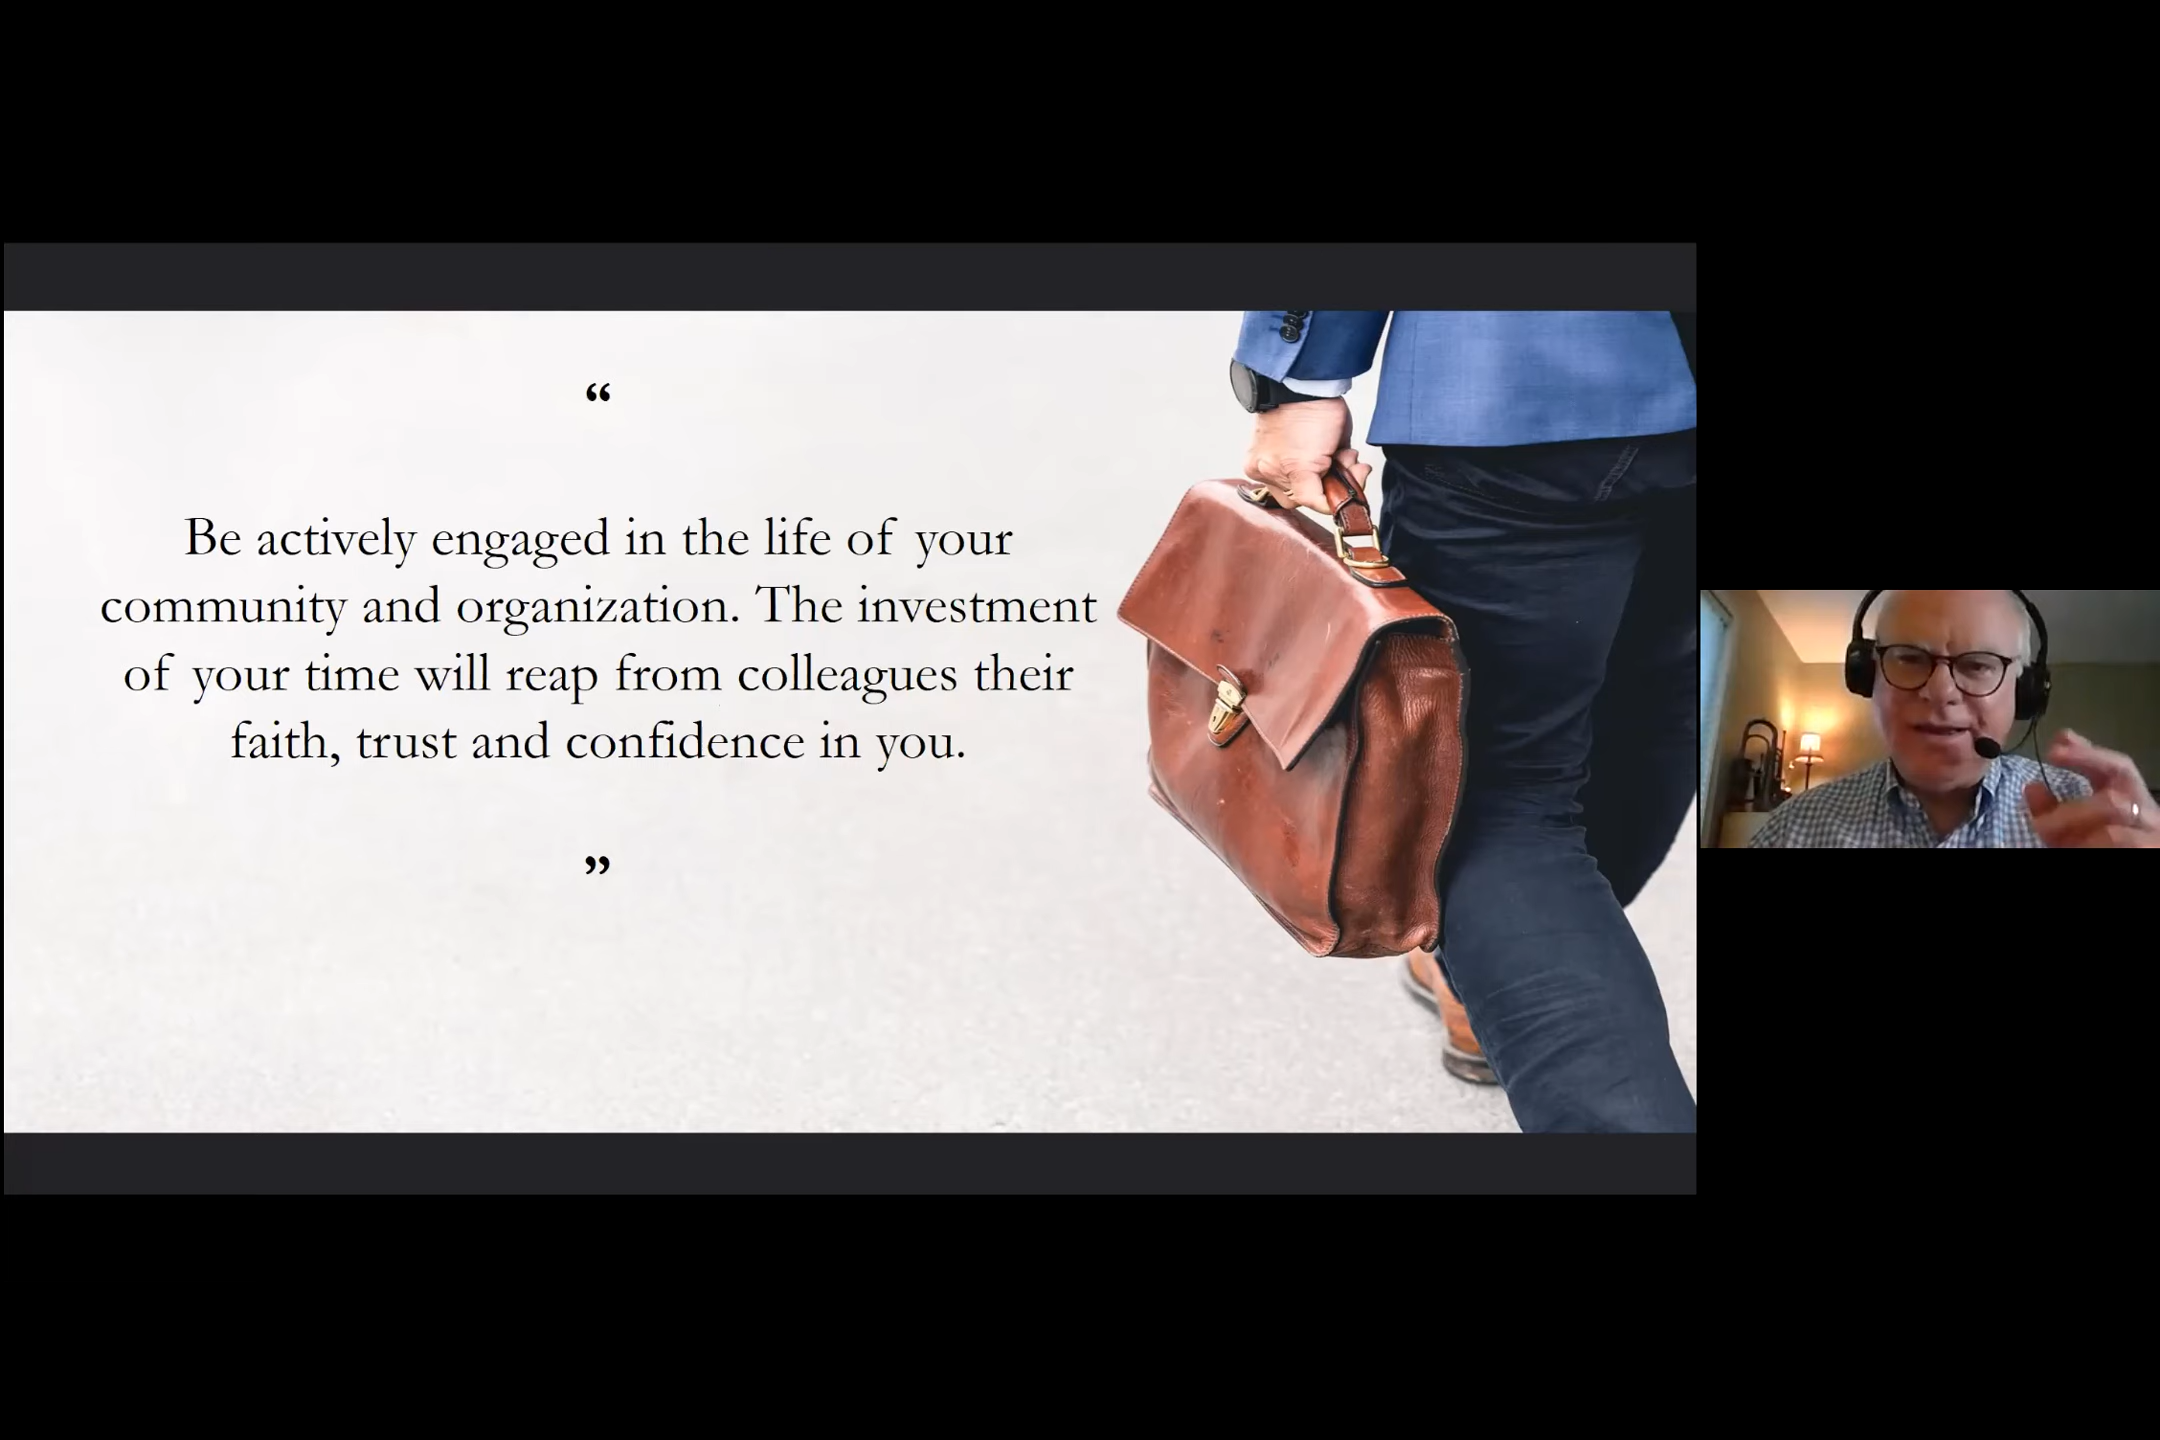 “
Be actively engaged in the life of your
community and organization. The investment
of your time will reap from colleagues their
faith, trust and confidence in you.
”